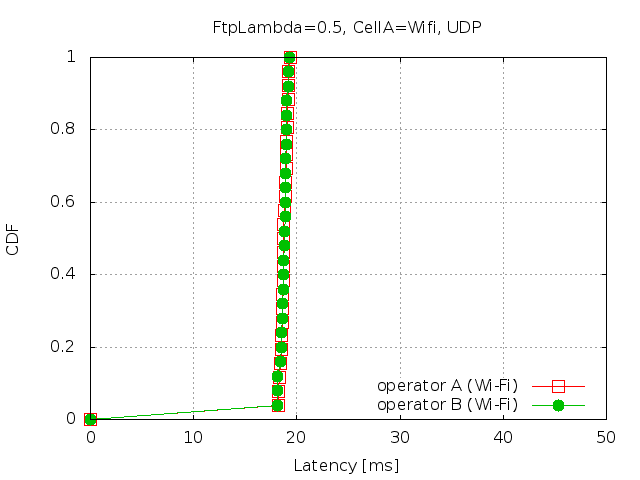 FtpLambda=0.5, CellA=Wifi, UDP
1
0.8
0.6
0.4
0.2
0
CDF
operator A (Wi-Fi)
operator B (Wi-Fi)
0 10 20 30 40 50
Latency [ms]